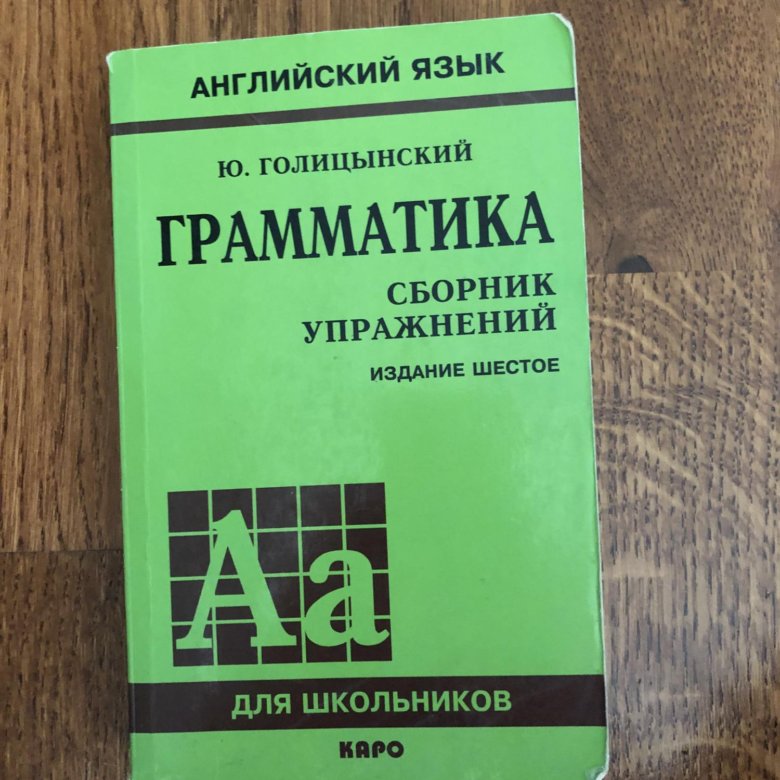 АНГЛИЙСКИЙ ЯЗЫК
Ю. ГОЛИЦЫНСКИЙ
ГРАММАТИКА
СБОРНИК
УПРАЖНЕНИЙ
ИЗДАНИЕ ШЕСТОЕ
Aa
ДЛЯ ШКОЛЬНИКОВ
КАРО